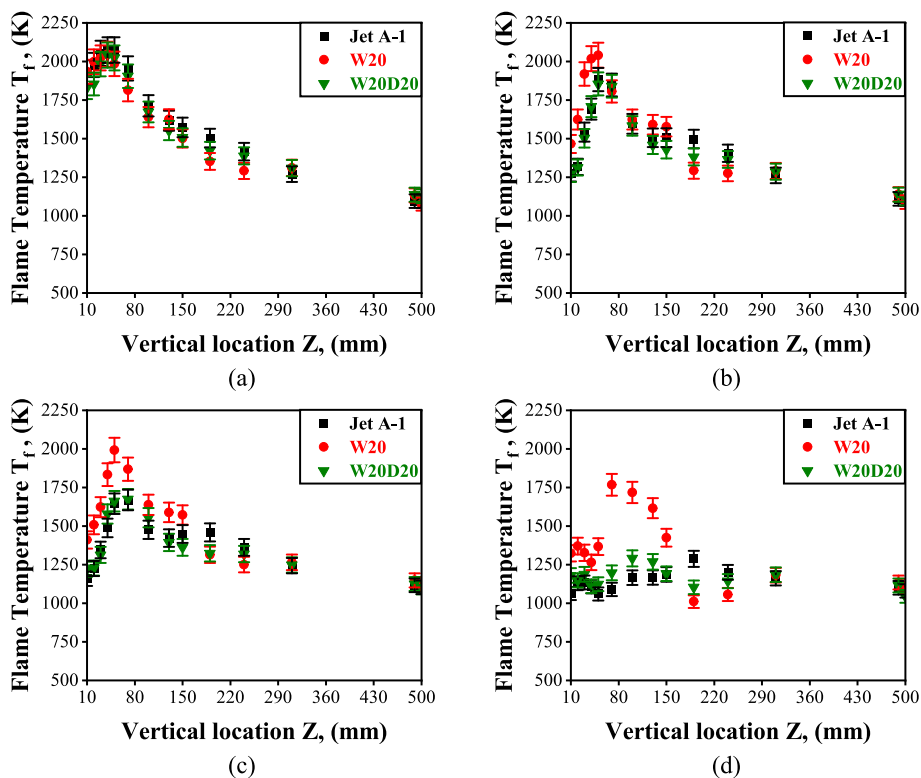 Flame Temperature Tf , (K)
2250
2000
1750
1500
1250
1000
750
500
Jet A-1
W20
W20D20
10 80 150 220 290 360 430 500
Vertical location Z, (mm)
(a)
Flame Temperature Tf , (K)
2250
2000
1750
1500
1250
1000
750
500
Jet A-1
W20
W20D20
10 80 150 220 290 360 430 500
Vertical location Z, (mm)
(b)
Flame Temperature Tf , (K)
2250
2000
1750
1500
1250
1000
750
500
Jet A-1
W20
W20D20
10 80 150 220 290 360 430 500
Vertical location Z, (mm)
(c)
Flame Temperature Tf , (K)
2250
2000
1750
1500
1250
1000
750
500
Jet A-1
W20
W20D20
10 80 150 220 290 360 430 500
Vertical location Z, (mm)
(d)